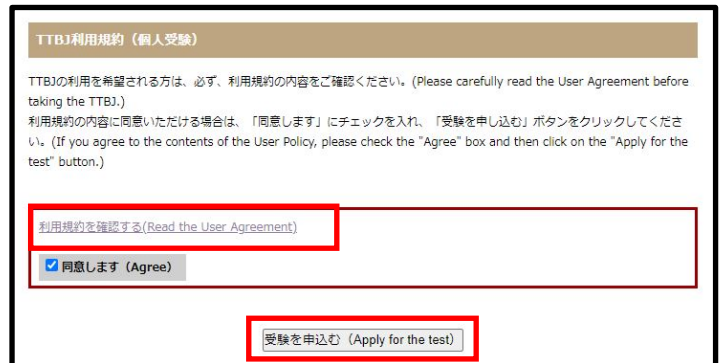 TTBJ利用規約（個人受験）
TTBJの利用を希望される方は、必ず、利用規約の内容をご確認ください。(Please carefully read the User Agreement before
taking the TTBJ.)
利用規約の内容に同意いただける場合は、「同意します」にチェックを入れ、「受験を申し込む」ボタンをクリックしてくださ
い。(If you agree to the contents of the User Policy, please check the "Agree" box and then click on the "Apply for the
test" button.)
利用規約を確認する(Read the User Agreement)
同意します（Agree）
受験を申込む（Apply for the test）